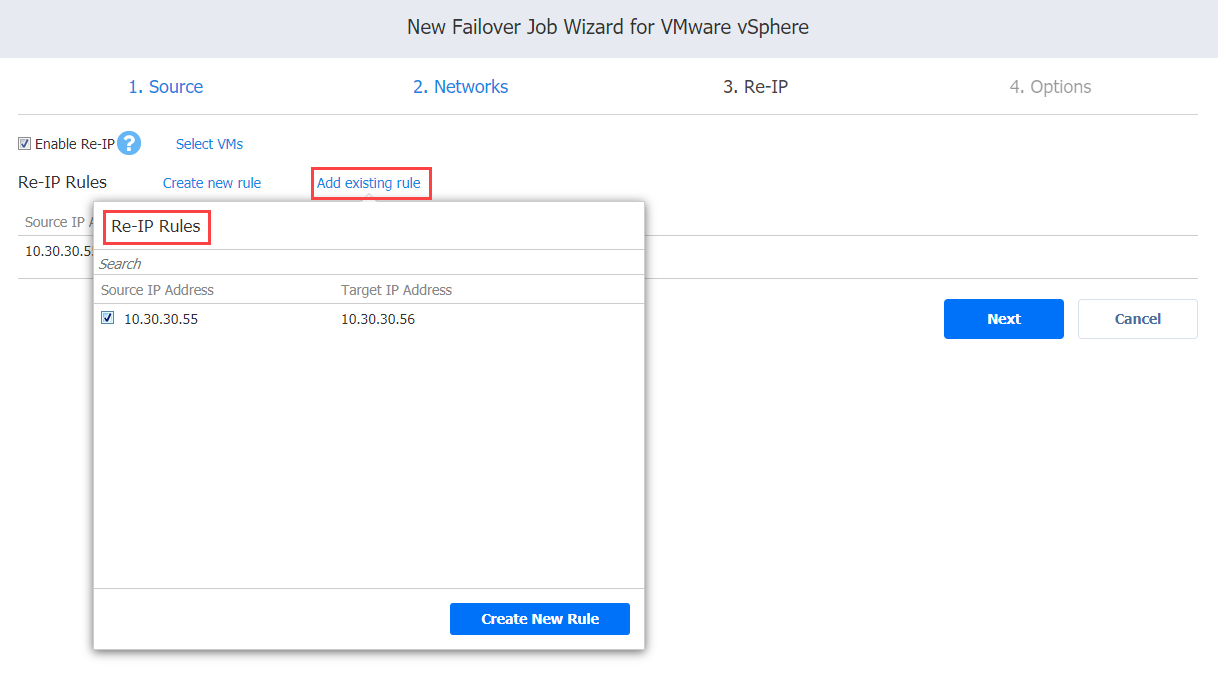 New Failover Job Wizard for VMware vSphere
1. Source 2. Networks 3. Re-IP 4. Options
Enable Re-IP ? Select VMs
Re-IP Rules Create new rule Add existing rule
Source IP
10.30.30.5
Re-IP Rules
Search
Source IP Address Target IP Address
10.30.30.55 10.30.30.56
Create New Rule
Next Cancel